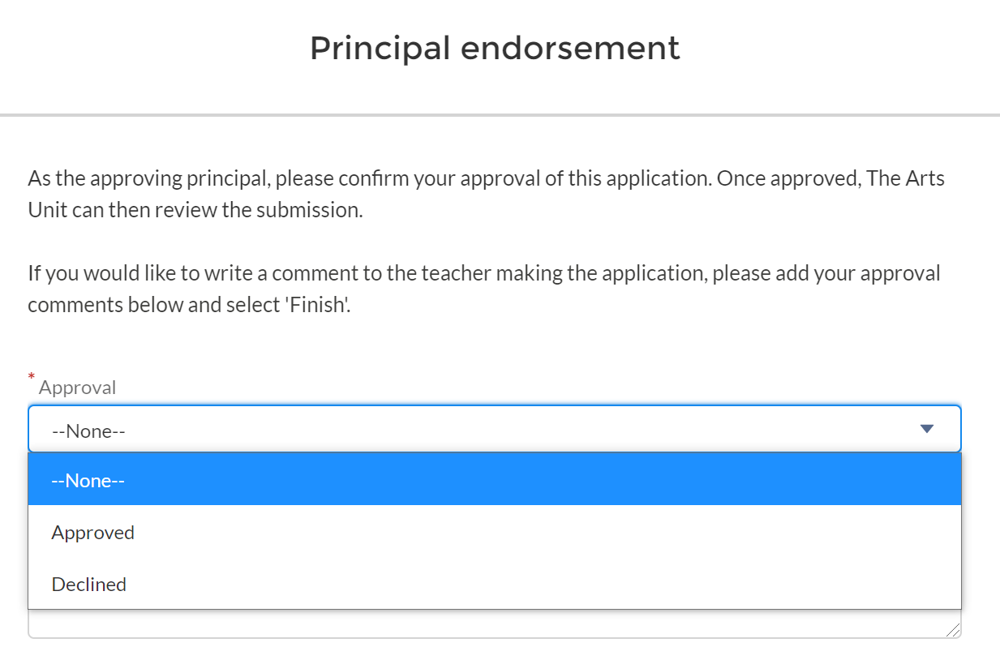 Principal endorsement
As the approving principal, please confirm your approval of this application. Once approved, The Arts
Unit can then review the submission.
If you would like to write a comment to the teacher making the application, please add your approval
comments below and select 'Finish'.
* Approval
--None--
--None--
Approved
Declined